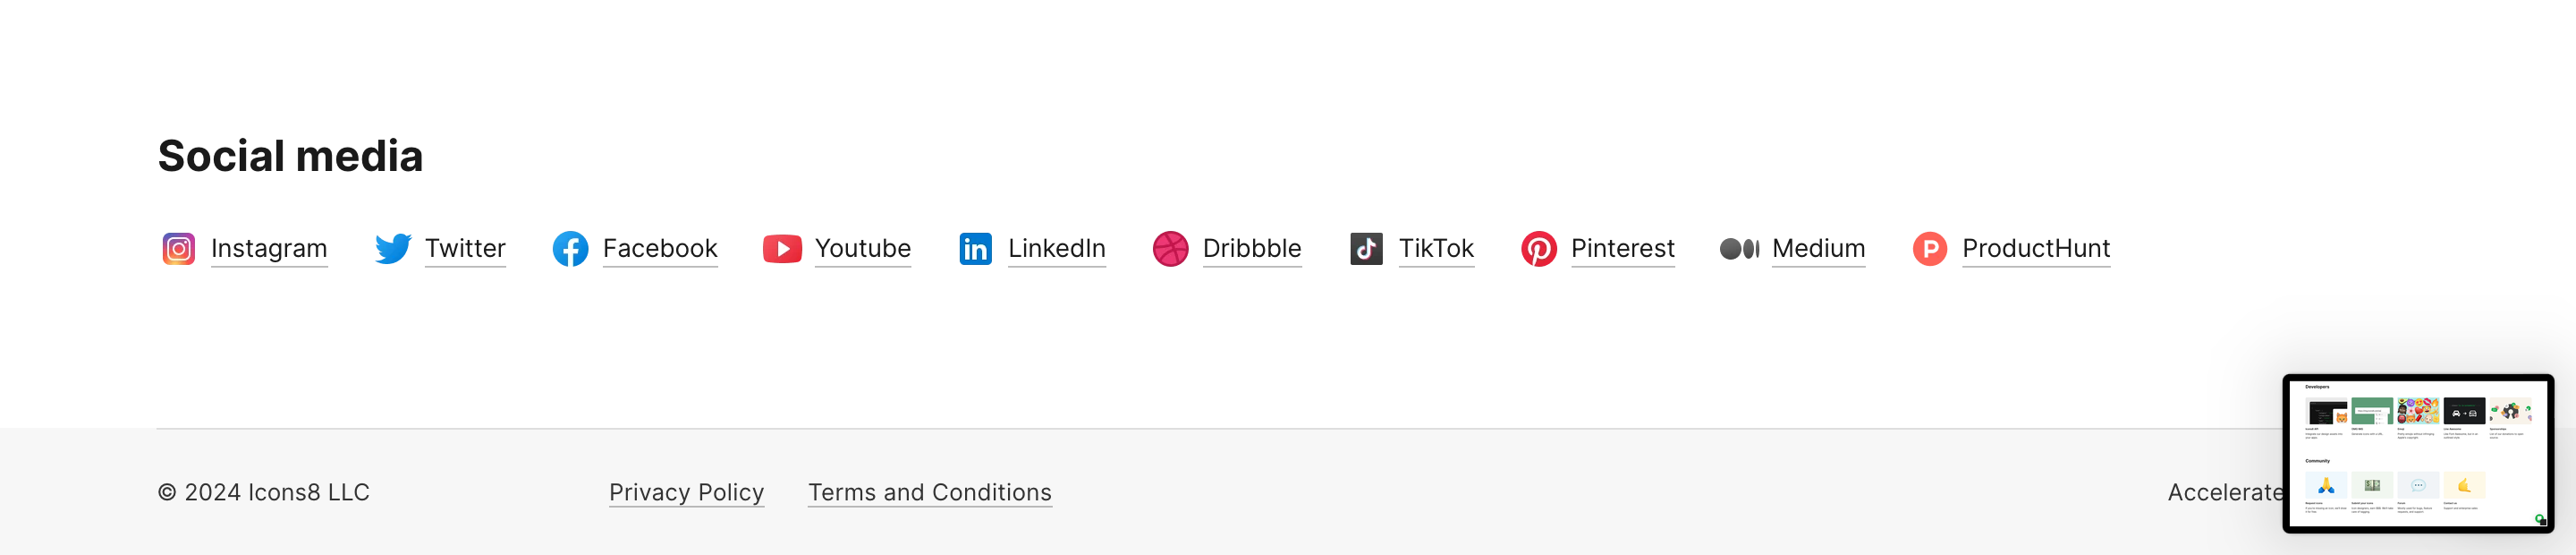 Social media
Instagram Twitter Facebook Youtube LinkedIn Dribbble TikTok Pinterest Medium ProductHunt
© 2024 Icons8 LLC Privacy Policy Terms and Conditions Accelerate
Developers
Community